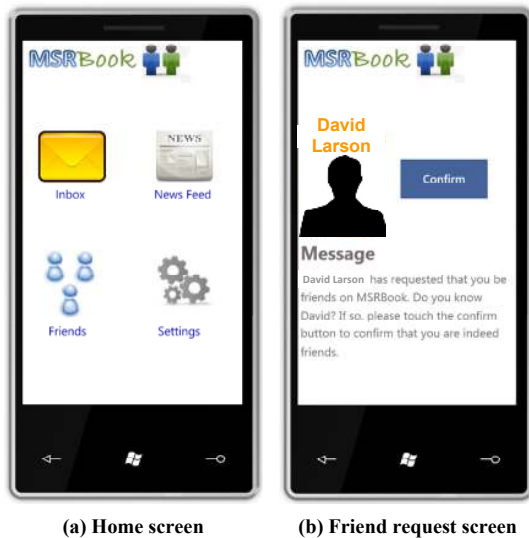 MSRBook
NEWS
Inbox
News Feed
Friends
Settings
(a) Home screen
MSRBook
David
Larson
Confirm
Message
David Larson has requested that you be
friends on MSRBook. Do you know
David? If so, please touch the confirm
button to confirm that you are indeed
friends.
(b) Friend request screen